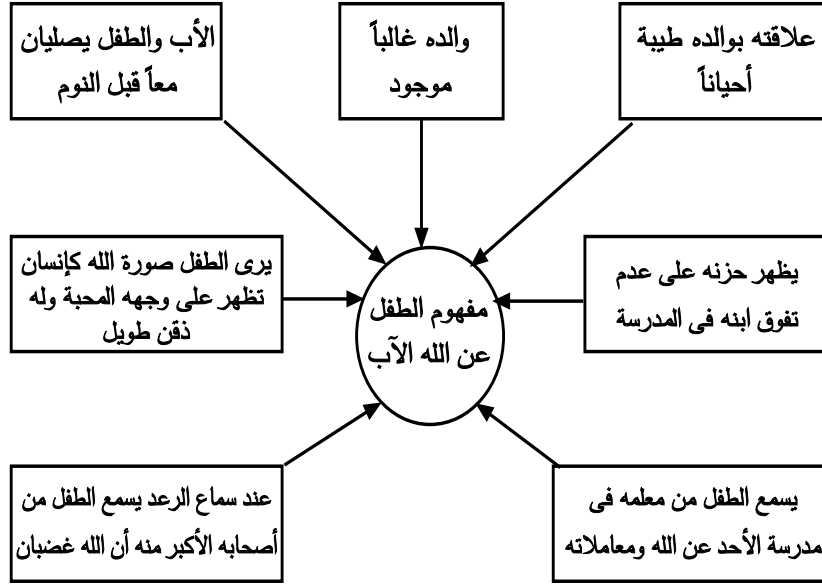 علاقته بوالده طيبة
أحياناً
والده غالباً
موجود
الأب والطفل يصليان
معاً قبل النوم
يظهر حزنه على عدم
تفوق ابنه فى المدرسة
مفهوم الطفل
عن الله الآب
يرى الطفل صورة الله كإنسان
تظهر على وجهه المحبة وله
ذقن طويل
يسمع الطفل من معلمه فى
مدرسة الأحد عن الله ومعاملاته
عند سماع الرعد يسمع الطفل من
أصحابه الأكبر منه أن الله غضبان